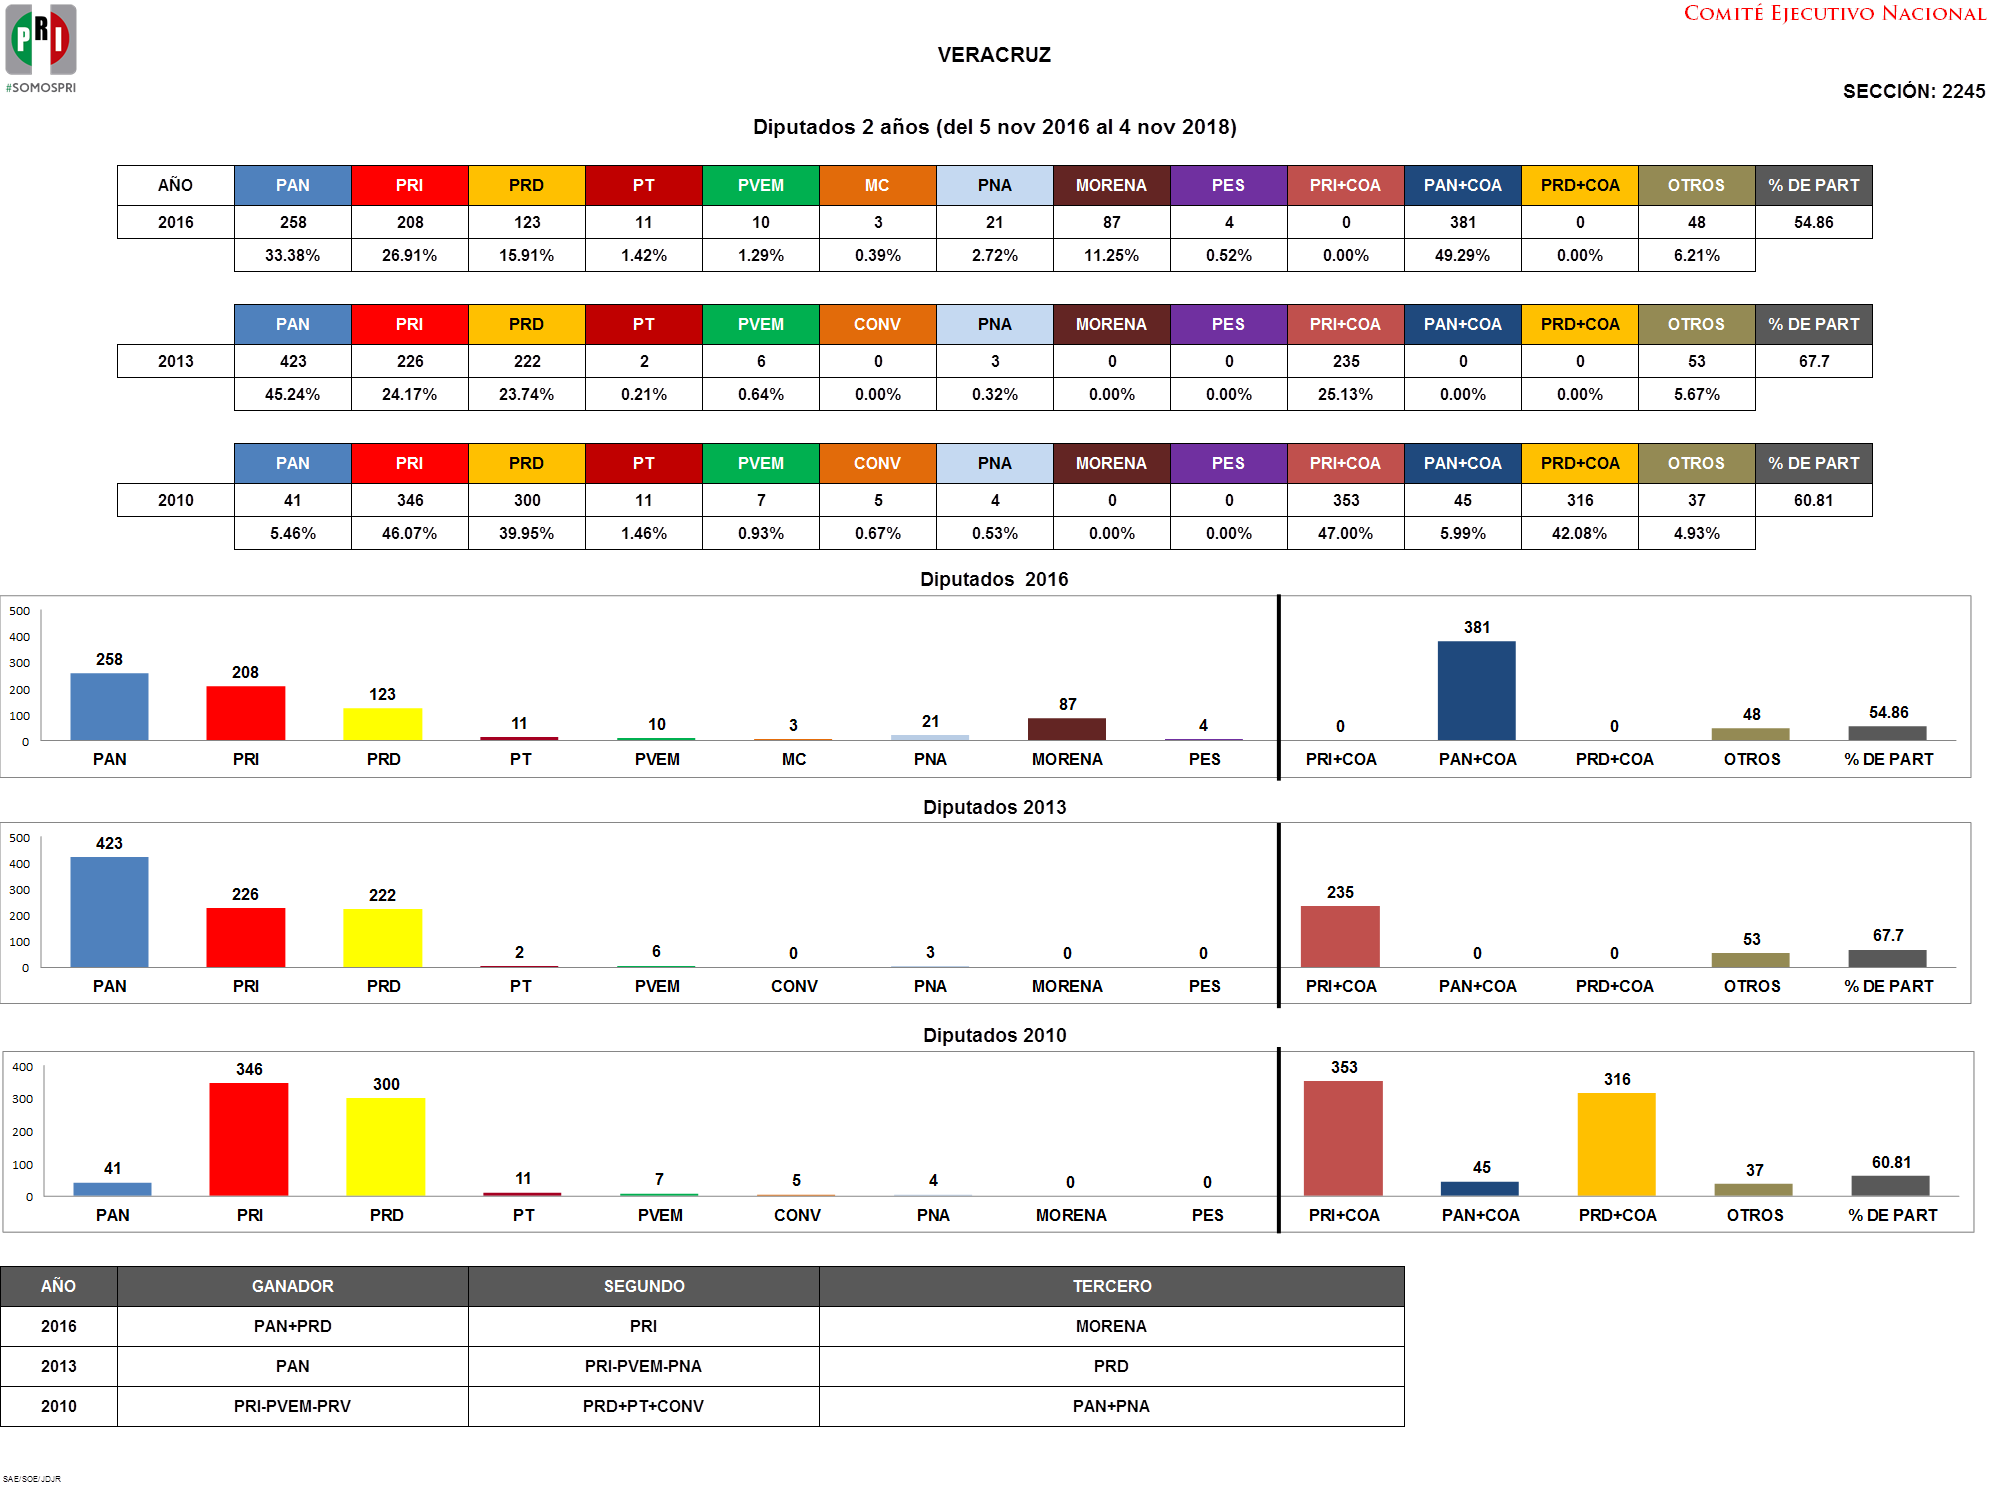 COMITÉ EJECUTIVO NACIONAL
PRI
#SOMOSPRI
VERACRUZ
SECCIÓN: 2245
Diputados 2 años (del 5 nov 2016 al 4 nov 2018)
AÑO PAN PRI PRD PT PVEM MC PNA MORENA PES PRI+COA PAN+COA PRD+COA OTROS % DE PART
2016 258 208 123 11 10 3 21 87 4 0 381 0 48 54.86
33.38% 26.91% 15.91% 1.42% 1.29% 0.39% 2.72% 11.25% 0.52% 0.00% 49.29% 0.00% 6.21%
PAN PRI PRD PT PVEM CONV PNA MORENA PES PRI+COA PAN+COA PRD+COA OTROS % DE PART
2013 423 226 222 2 6 0 3 0 0 235 0 0 53 67.7
45.24% 24.17% 23.74% 0.21% 0.64% 0.00% 0.32% 0.00% 0.00% 25.13% 0.00% 0.00% 5.67%
PAN PRI PRD PT PVEM CONV PNA MORENA PES PRI+COA PAN+COA PRD+COA OTROS % DE PART
2010 41 346 300 11 7 5 4 0 0 353 45 316 37 60.81
5.46% 46.07% 39.95% 1.46% 0.93% 0.67% 0.53% 0.00% 0.00% 47.00% 5.99% 42.08% 4.93%
Diputados 2016
500
400
300
200
100
0
258 208 123 11 10 3 21 87 4 0 381 0 48 54.86
PAN PRI PRD PT PVEM MC PNA MORENA PES PRI+COA PAN+COA PRD+COA OTROS % DE PART
Diputados 2013
500
400
300
200
100
0
423 226 222 2 6 0 3 0 0 235 0 0 53 67.7
PAN PRI PRD PT PVEM CONV PNA MORENA PES PRI+COA PAN+COA PRD+COA OTROS % DE PART
Diputados 2010
400
300
200
100
0
41 346 300 11 7 5 4 0 0 353 45 316 37 60.81
PAN PRI PRD PT PVEM CONV PNA MORENA PES PRI+COA PAN+COA PRD+COA OTROS % DE PART
AÑO GANADOR SEGUNDO TERCERO
2016 PAN+PRD PRI MORENA
2013 PAN PRI-PVEM-PNA PRD
2010 PRI-PVEM-PRV PRD+PT+CONV PAN+PNA
SAE/SOE/JDJR